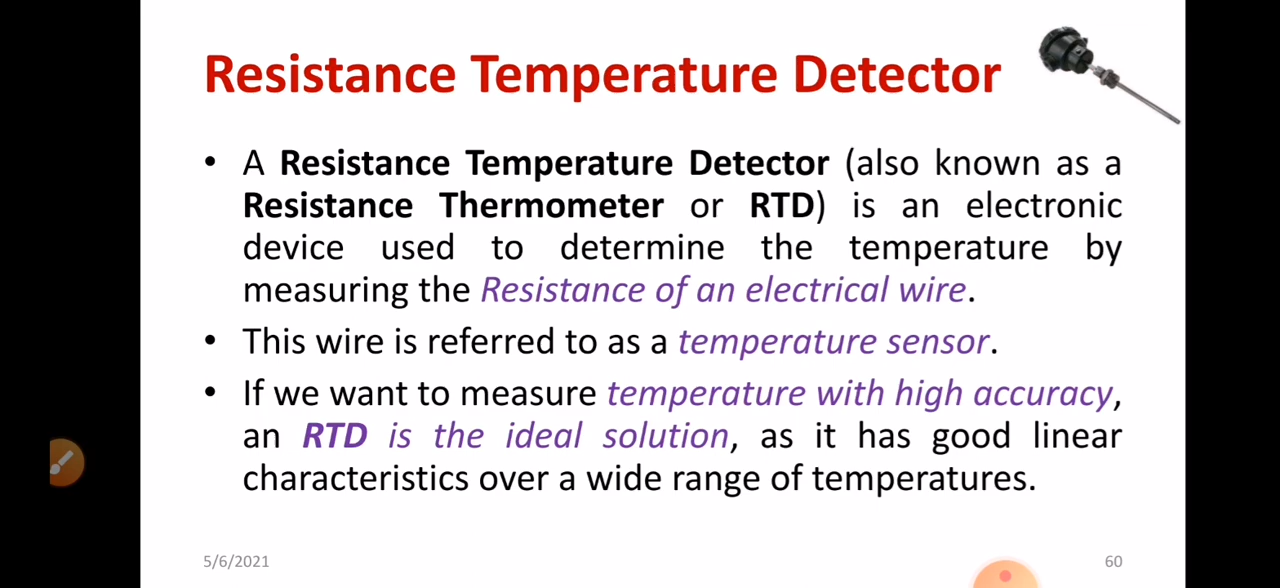 Resistance Temperature Detector
• A Resistance Temperature Detector (also known as a
Resistance Thermometer or RTD) is an electronic
device used to determine the temperature by
measuring the Resistance of an electrical wire.
• This wire is referred to as a temperature sensor.
• If we want to measure temperature with high accuracy,
an RTD is the ideal solution, as it has good linear
characteristics over a wide range of temperatures.
5/6/2021
60